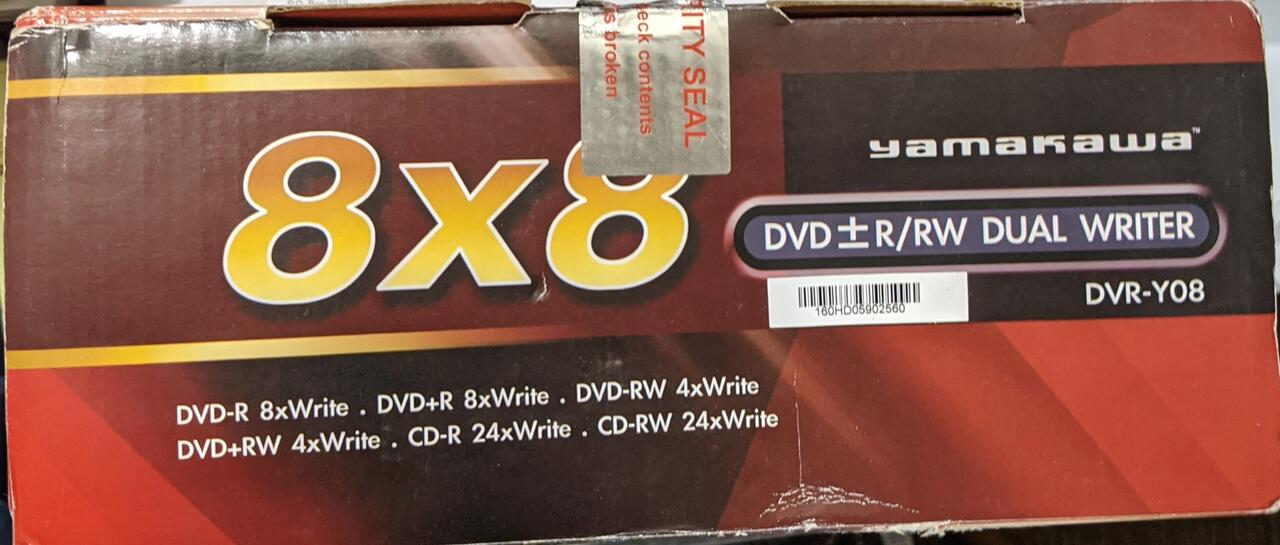 ITY SEAL
eck contents
s broken
8x8
yamakawa™
DVD±R/RW DUAL WRITER
160HD05902560
DVR-Y08
DVD-R 8xWrite . DVD+R 8xWrite . DVD-RW 4xWrite
DVD+RW 4xWrite . CD-R 24xWrite . CD-RW 24xWrite